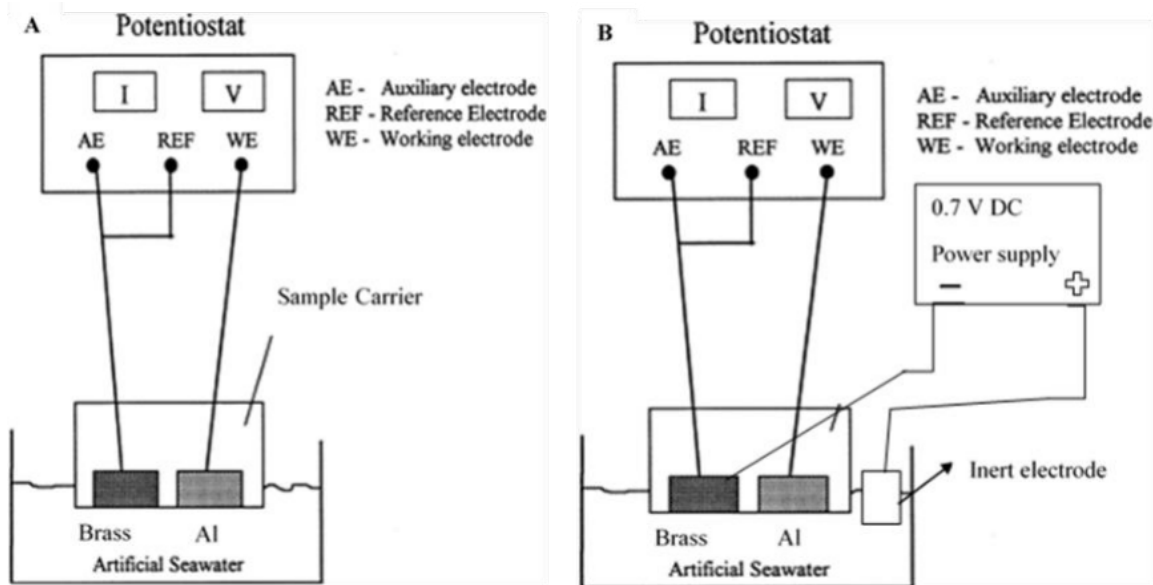 A
Potentiostat
I
V
AE - Auxiliary electrode
REF - Reference Electrode
WE - Working electrode
AE
REF
WE
Sample Carrier
Brass
Al
Artificial Seawater
B
Potentiostat
I
V
AE - Auxiliary electrode
REF - Reference Electrode
WE - Working electrode
AE
REF
WE
0.7 V DC
Power supply
Inert electrode
Brass
Al
Artificial Seawater